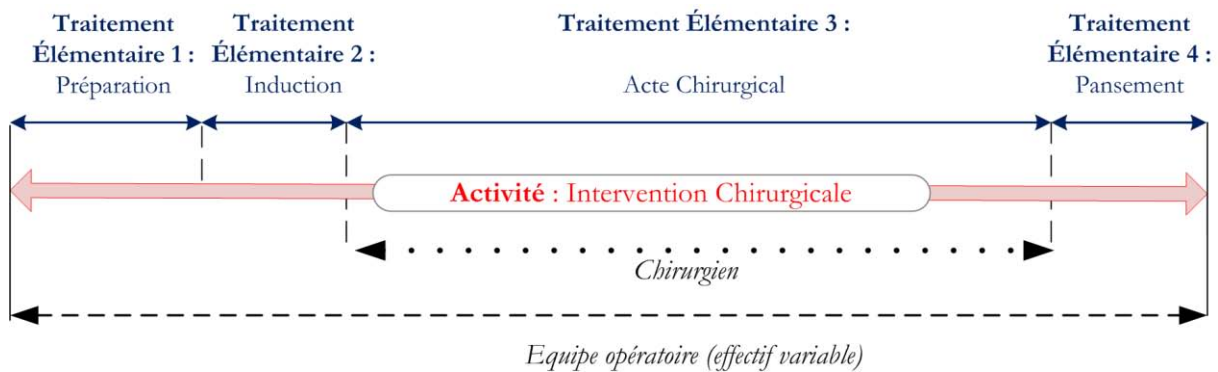 Traitement
Élémentaire 1 :
Préparation
Traitement
Élémentaire 2 :
Induction
Traitement Élémentaire 3 :
Acte Chirurgical
Traitement
Élémentaire 4 :
Pansement
Activité : Intervention Chirurgicale
Chirurgien
Equipe opératoire (effectif variable)